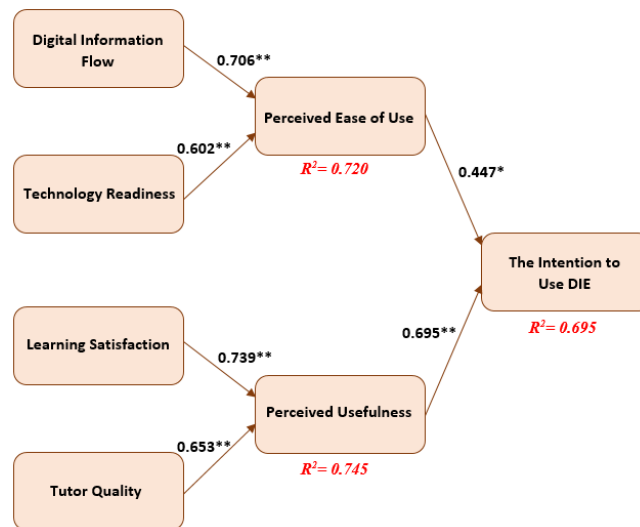 Digital Information
Flow
0.706**
Perceived Ease of Use
0.602**
R²= 0.720
Technology Readiness
0.447*
The Intention to
Use DIE
R²= 0.695
Learning Satisfaction
0.739**
0.695**
Perceived Usefulness
0.653**
R²= 0.745
Tutor Quality